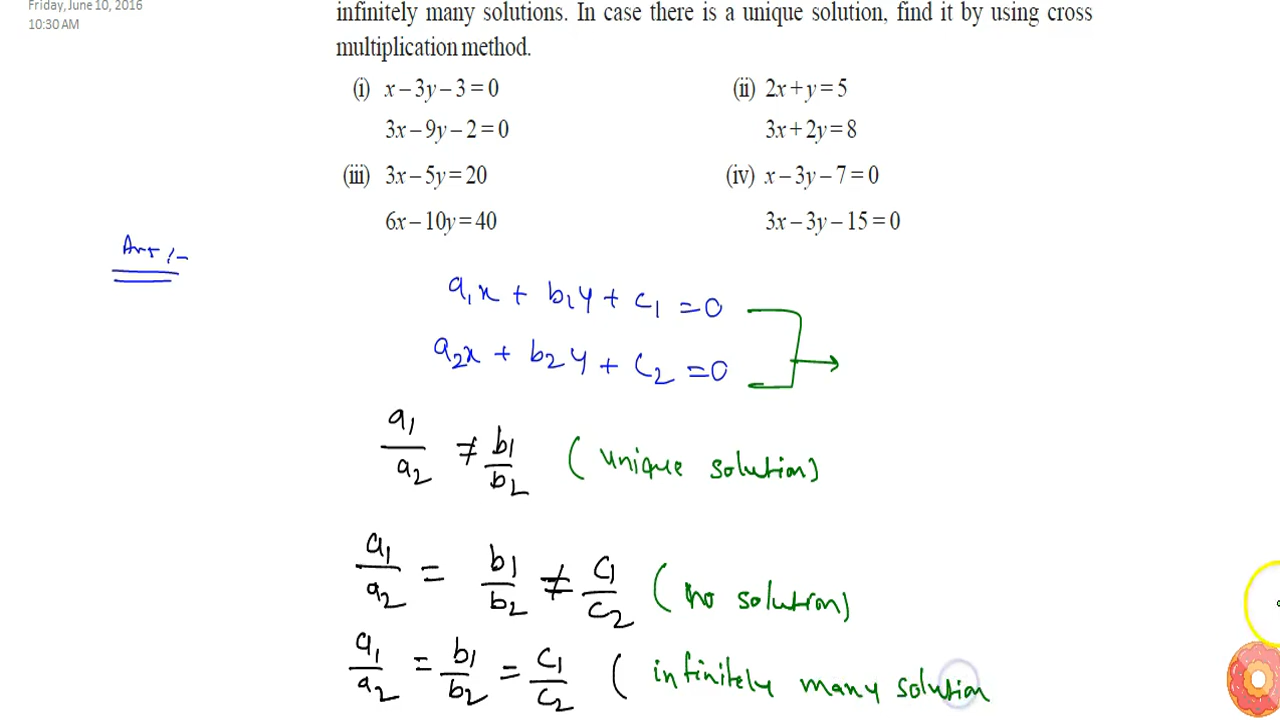 Friday, June 10, 2016
10:30 AM
infinitely many solutions. In case there is a unique solution, find it by using cross
multiplication method.
(i) x – 3y – 3 = 0 (ii) 2x + y = 5
3x – 9y – 2 = 0 3x + 2y = 8
(iii) 3x – 5y = 20 (iv) x – 3y – 7 = 0
6x – 10y = 40 3x – 3y – 15 = 0
a₁x + b₁y + c₁ = 0
a₂x + b₂y + c₂ = 0
a₁/a₂ ≠ b₁/b₂ (unique solution)
a₁/a₂ = b₁/b₂ ≠ c₁/c₂ (no solution)
a₁/a₂ = b₁/b₂ = c₁/c₂ (infinitely many solution